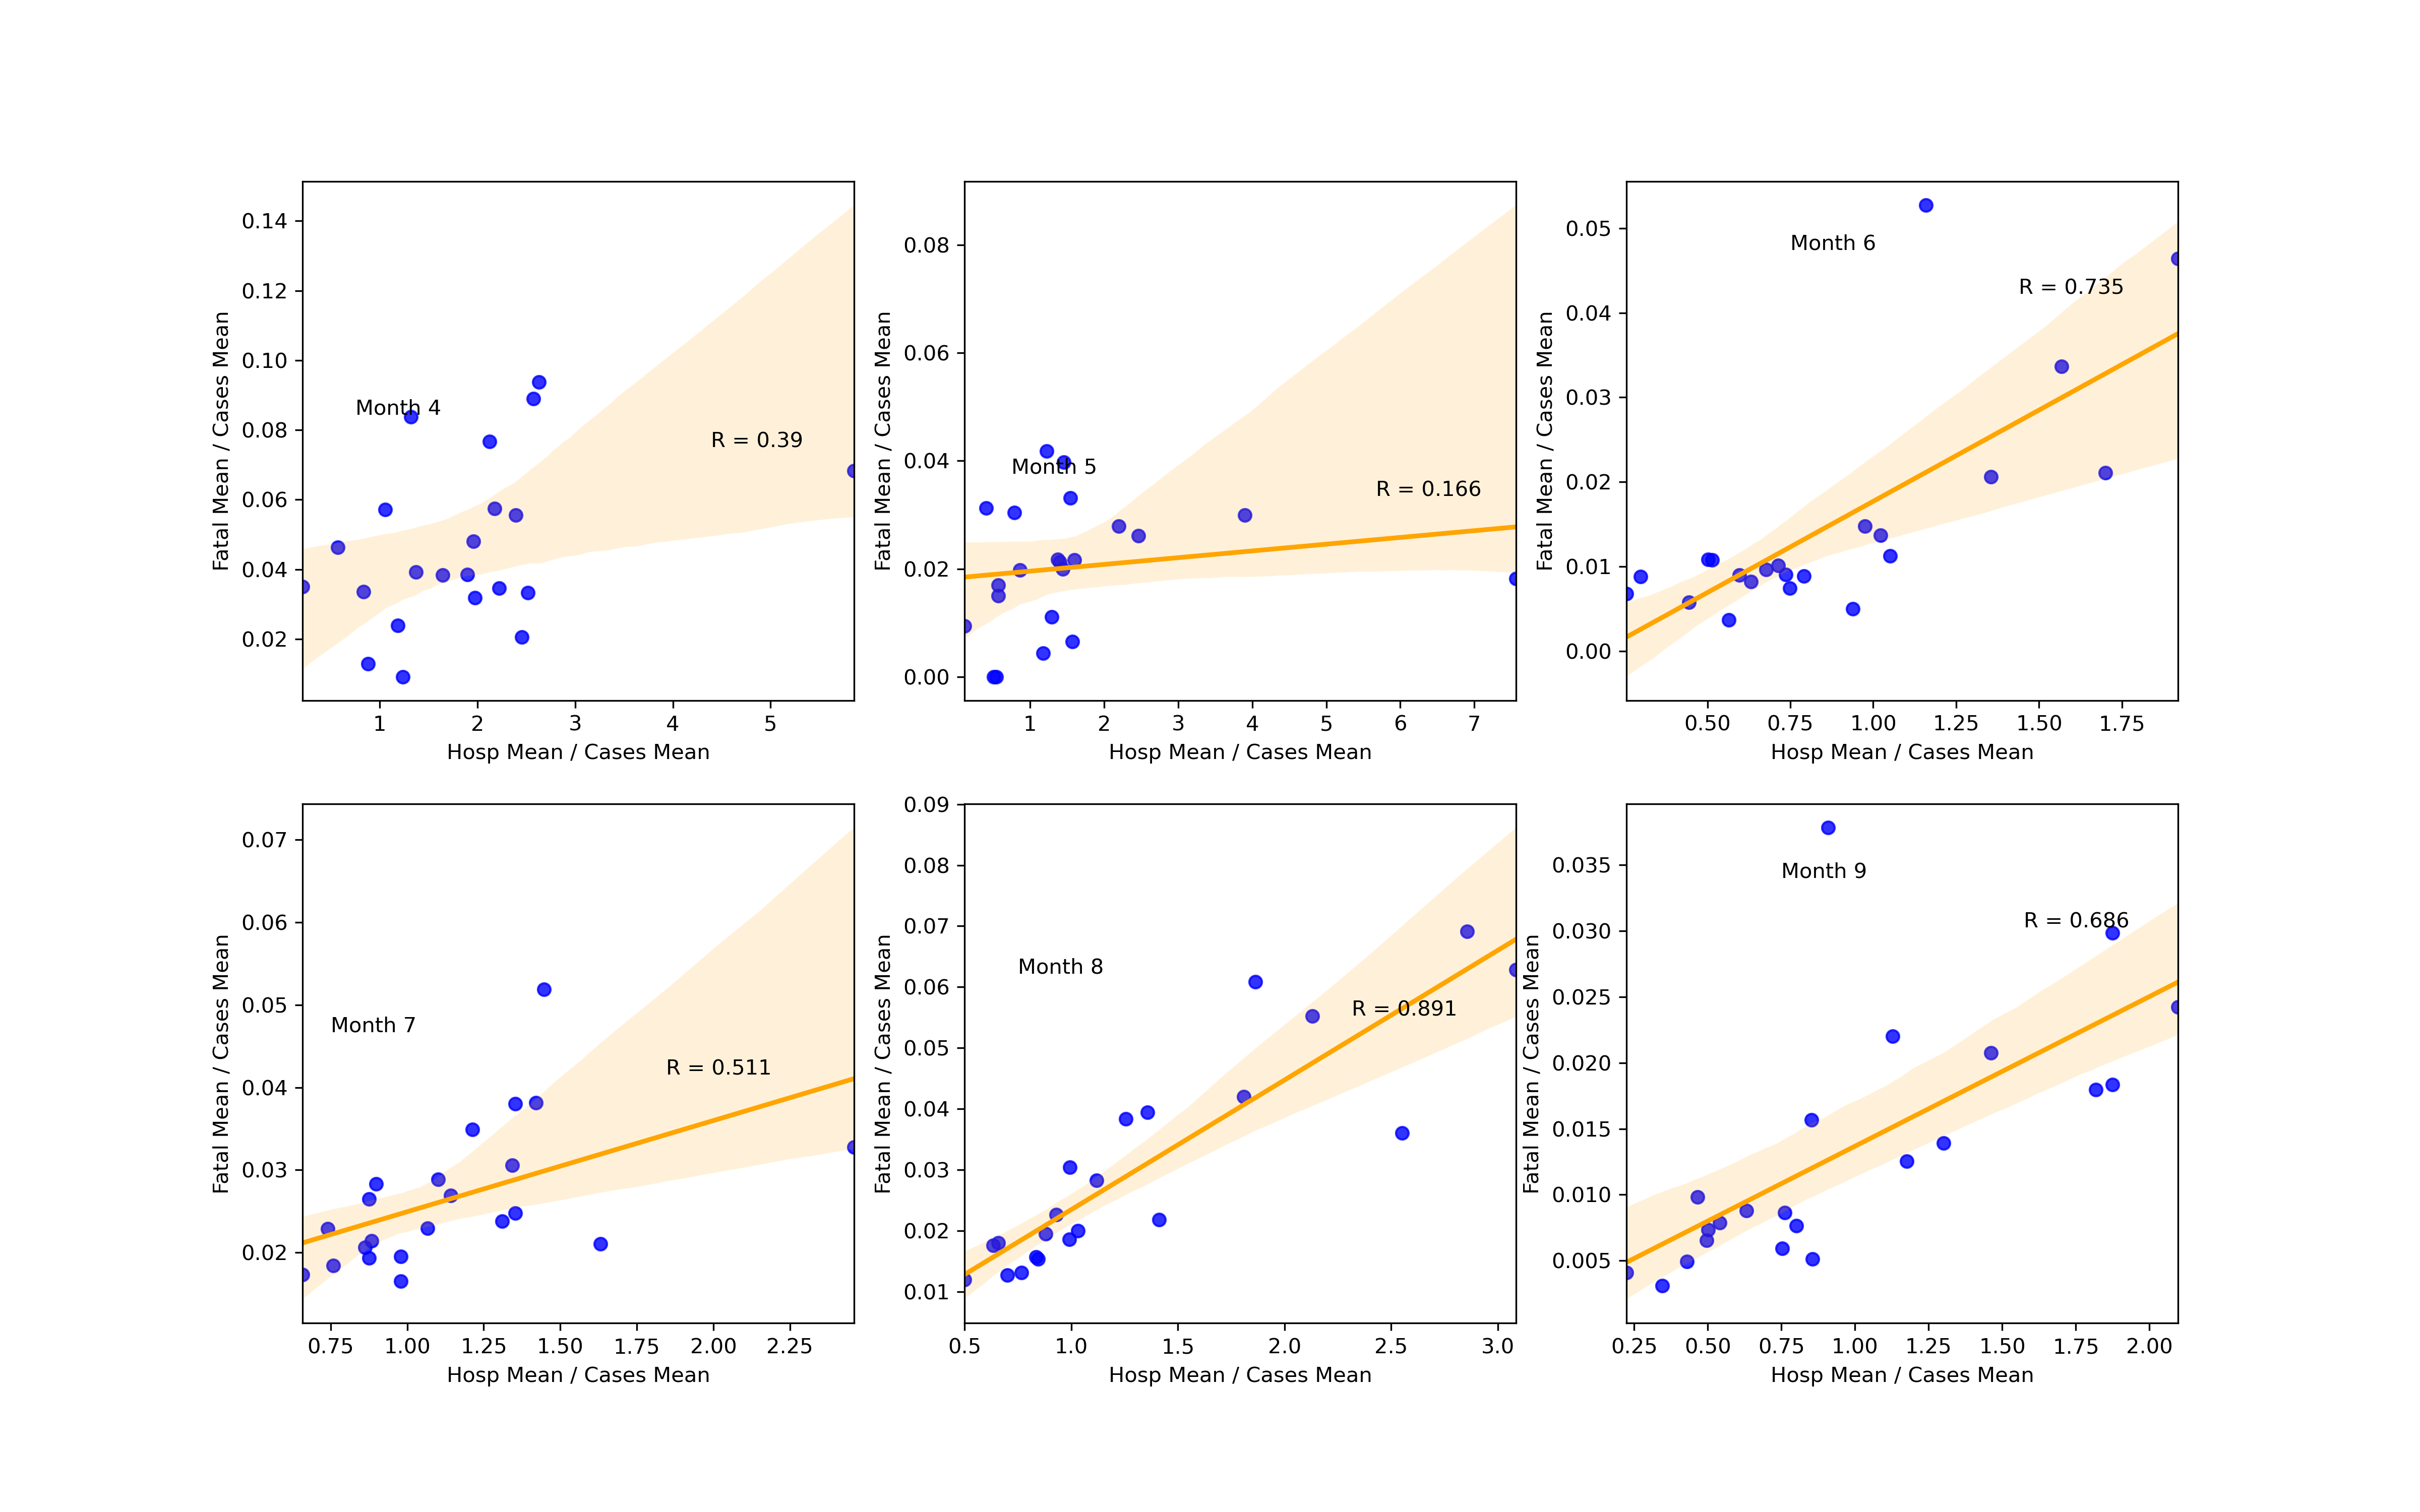 0.14
0.12
0.10
0.08
0.06
0.04
0.02
Fatal Mean / Cases Mean
Month 4
R = 0.39
1 2 3 4 5
Hosp Mean / Cases Mean
0.08
0.06
0.04
0.02
0.00
Fatal Mean / Cases Mean
Month 5
R = 0.166
1 2 3 4 5 6 7
Hosp Mean / Cases Mean
0.05
0.04
0.03
0.02
0.01
0.00
Fatal Mean / Cases Mean
Month 6
R = 0.735
0.50 0.75 1.00 1.25 1.50 1.75
Hosp Mean / Cases Mean
0.07
0.06
0.05
0.04
0.03
0.02
Fatal Mean / Cases Mean
Month 7
R = 0.511
0.75 1.00 1.25 1.50 1.75 2.00 2.25
Hosp Mean / Cases Mean
0.09
0.08
0.07
0.06
0.05
0.04
0.03
0.02
0.01
Fatal Mean / Cases Mean
Month 8
R = 0.891
0.5 1.0 1.5 2.0 2.5 3.0
Hosp Mean / Cases Mean
0.035
0.030
0.025
0.020
0.015
0.010
0.005
Fatal Mean / Cases Mean
Month 9
R = 0.686
0.25 0.50 0.75 1.00 1.25 1.50 1.75 2.00
Hosp Mean / Cases Mean